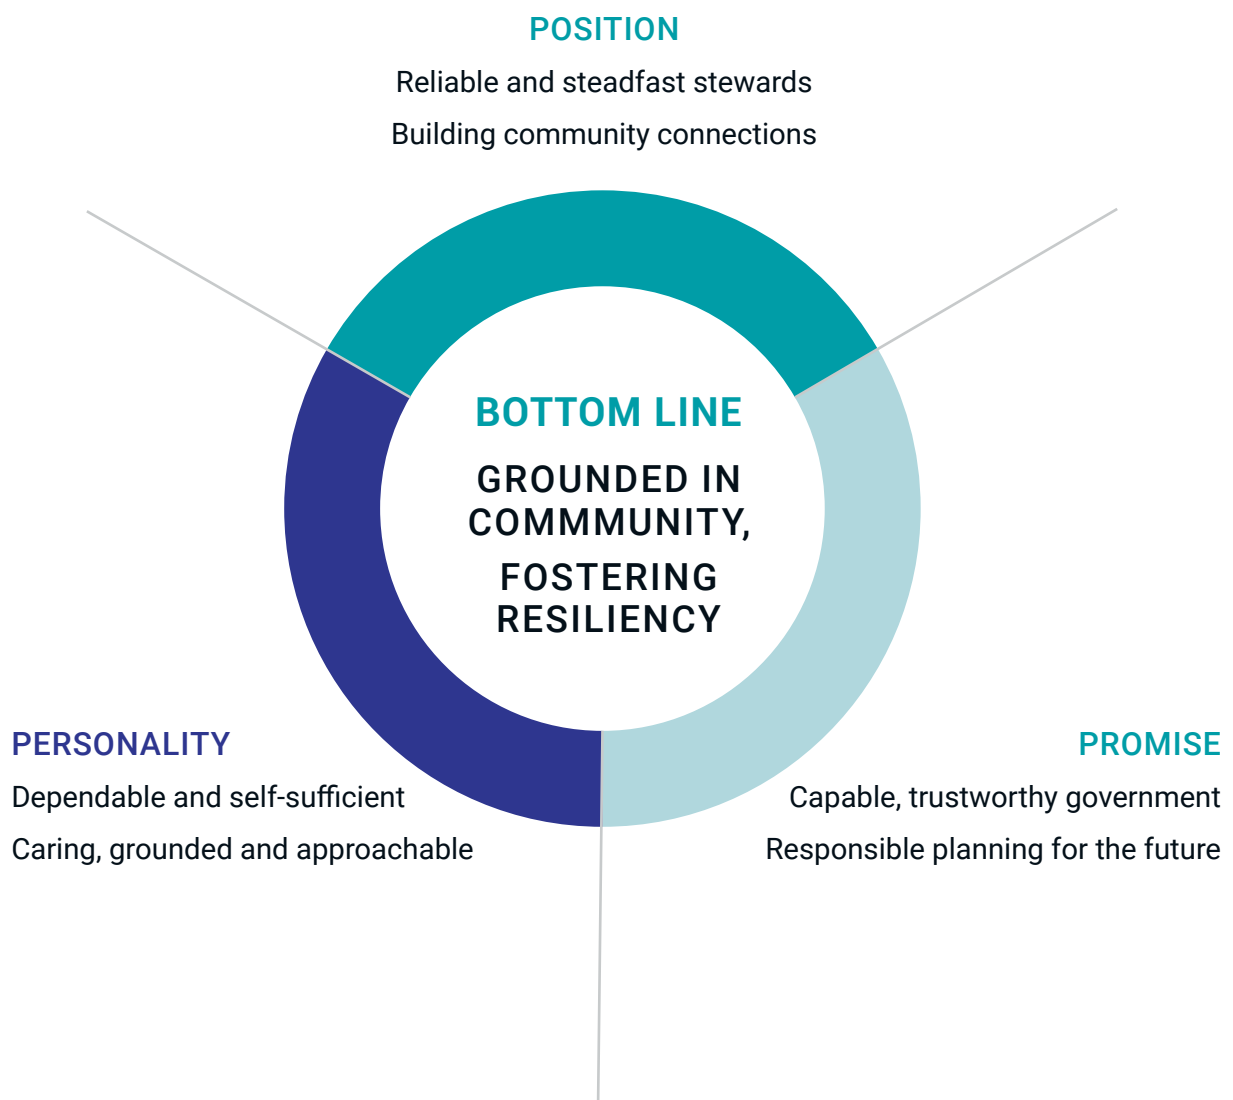 POSITION
Reliable and steadfast stewards
Building community connections
BOTTOM LINE
GROUNDED IN
COMMMUNITY,
FOSTERING
RESILIENCY
PERSONALITY
Dependable and self-sufficient
Caring, grounded and approachable
PROMISE
Capable, trustworthy government
Responsible planning for the future